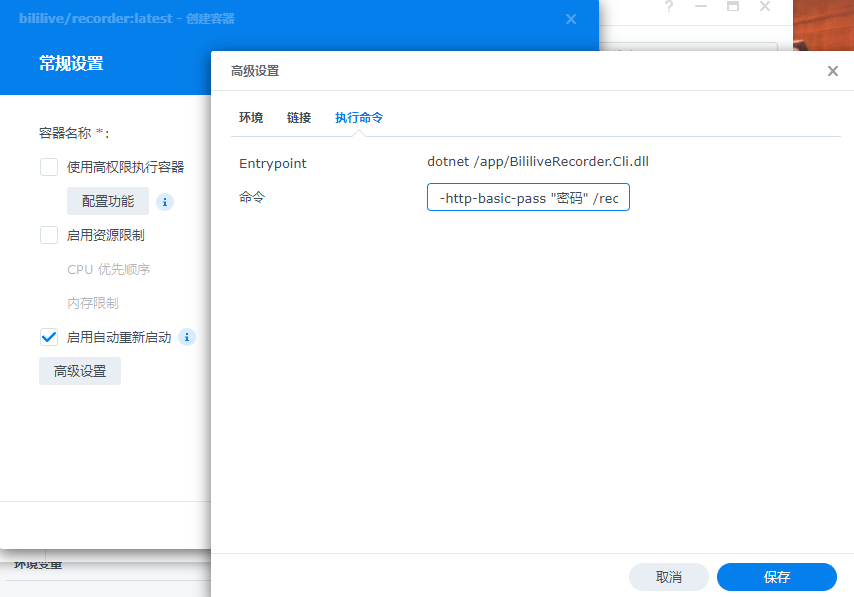 bililive/recorder:latest - 创建容器
常规设置
高级设置
环境 链接 执行命令
容器名称 *:
Entrypoint dotnet /app/BililiveRecorder.Cli.dll
使用高权限执行容器
命令 -http-basic-pass "密码" /rec
配置功能
启用资源限制
CPU 优先顺序
内存限制
启用自动重新启动
高级设置
环境变量
取消 保存